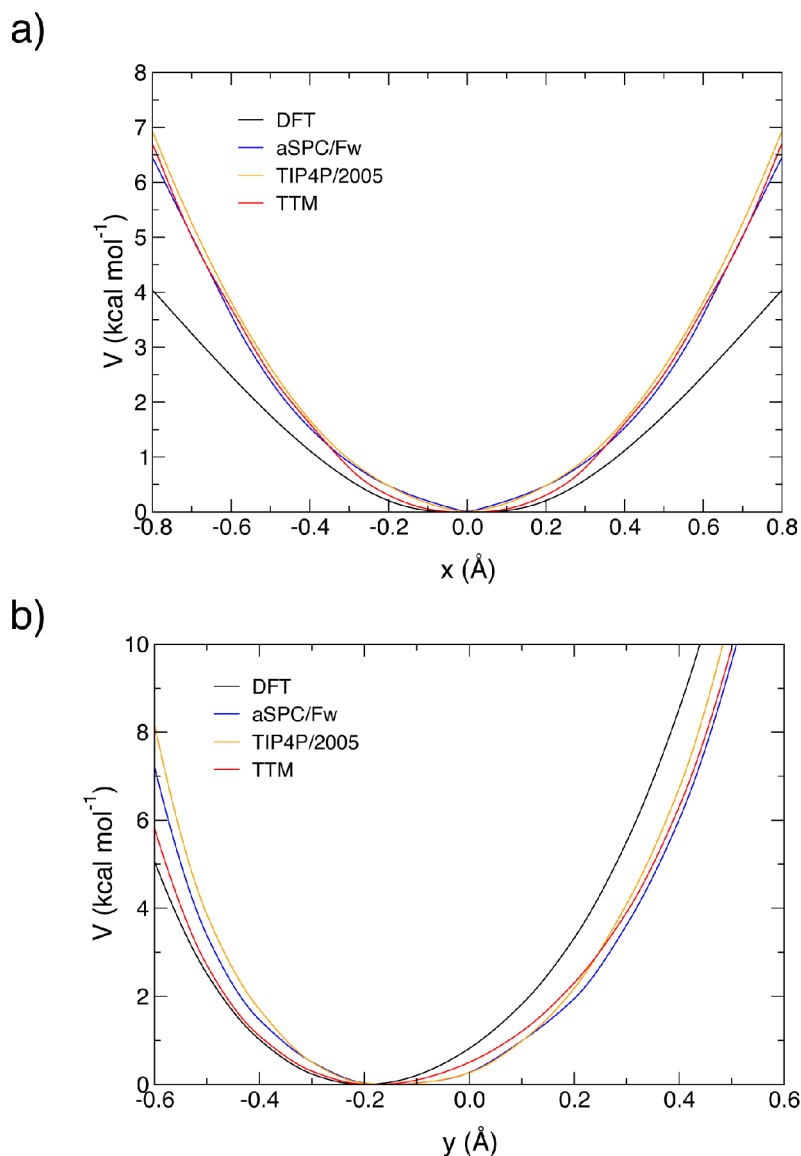 a)
8
7
6
5
4
3
2
1
0
V (kcal mol⁻¹)
DFT
aSPC/Fw
TIP4P/2005
TTM
-0.8 -0.6 -0.4 -0.2 0.0 0.2 0.4 0.6 0.8
x (Å)
b)
10
8
6
4
2
0
V (kcal mol⁻¹)
DFT
aSPC/Fw
TIP4P/2005
TTM
-0.6 -0.4 -0.2 0.0 0.2 0.4 0.6
y (Å)